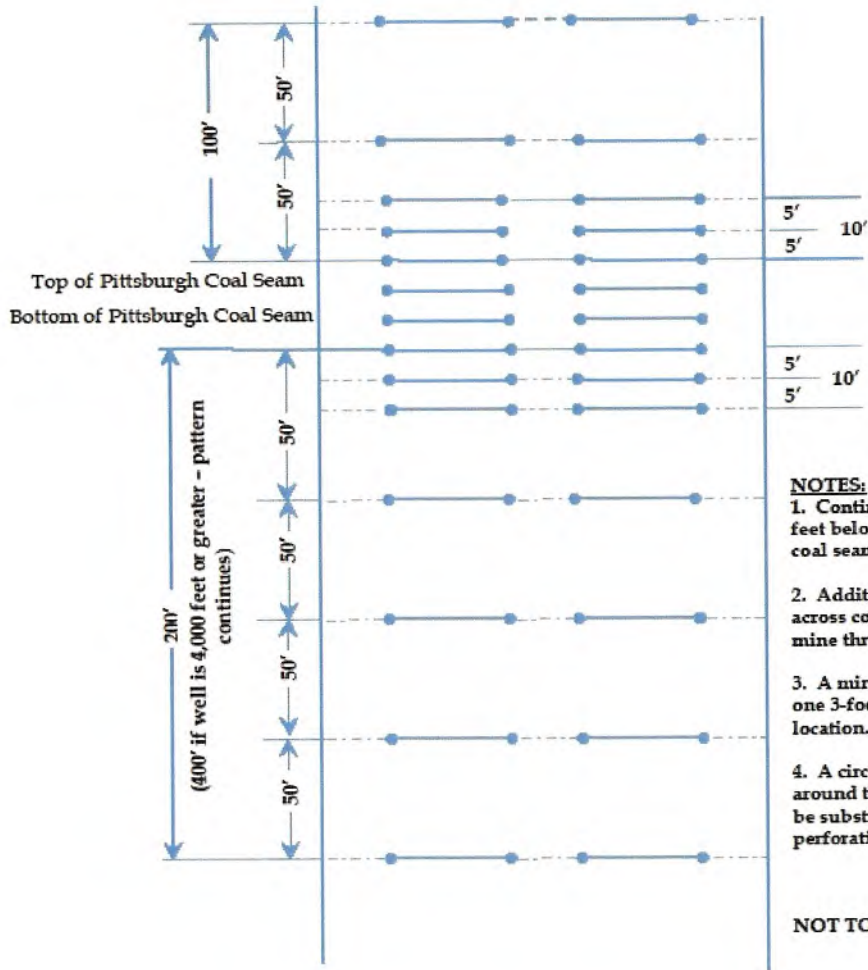 50'
100'
50'
5'
10'
5'
Top of Pittsburgh Coal Seam
Bottom of Pittsburgh Coal Seam
5'
10'
5'
50'
200'
(400' if well is 4,000 feet or greater – pattern
continues)
50'
50'
50'
NOTES:
1.
feet
coal
2.
across
mine
3. A
one
location.
4. A
around
be
NOT